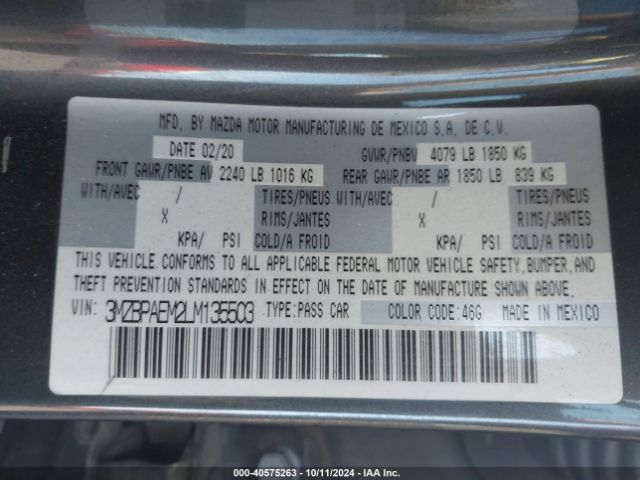 MFD. BY MAZDA MOTOR MANUFACTURING DE MEXICO S.A. DE C.V.
DATE 02/20 GVWR/PNBV 4079 LB 1850 KG
FRONT GAWR/PNBE AV 2240 LB 1016 KG REAR GAWR/PNBE AR 1850 LB 839 KG
WITH/AVEC / TIRES/PNEUS WITH/AVEC / TIRES/PNEUS
X RIMS/JANTES X RIMS/JANTES
KPA/ PSI COLD/A FROID KPA/ PSI COLD/A FROID
THIS VEHICLE CONFORMS TO ALL APPLICABLE FEDERAL MOTOR VEHICLE SAFETY, BUMPER, AND
THEFT PREVENTION STANDARDS IN EFFECT ON THE DATE OF MANUFACTURE SHOWN ABOVE.
VIN: 3MZBPAEM2LM135503 TYPE:PASS CAR COLOR CODE:46G MADE IN MEXICO
000-40575263 - 10/11/2024 - IAA Inc.